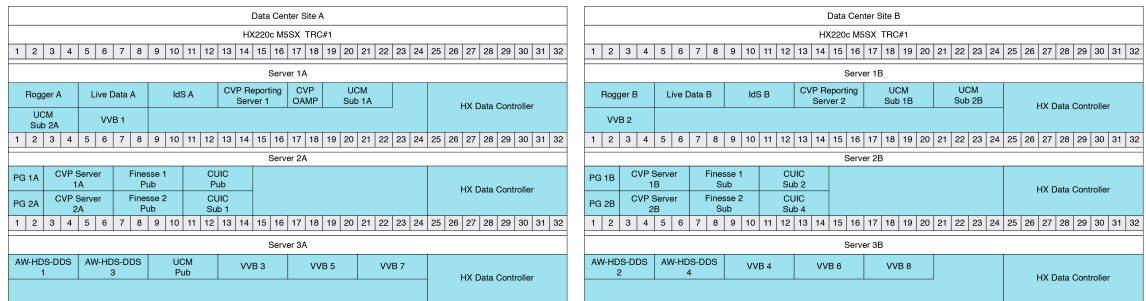 Data Center Site A
HX220c M5SX TRC#1
1 2 3 4 5 6 7 8 9 10 11 12 13 14 15 16 17 18 19 20 21 22 23 24 25 26 27 28 29 30 31 32
Server 1A
Rogger A Live Data A IdS A CVP Reporting Server 1 CVP OAMP UCM Sub 1A HX Data Controller
UCM Sub 2A VVB 1
1 2 3 4 5 6 7 8 9 10 11 12 13 14 15 16 17 18 19 20 21 22 23 24 25 26 27 28 29 30 31 32
Server 2A
PG 1A CVP Server 1A Finesse 1 Pub CUIC Pub HX Data Controller
PG 2A CVP Server 2A Finesse 2 Pub CUIC Sub 1
1 2 3 4 5 6 7 8 9 10 11 12 13 14 15 16 17 18 19 20 21 22 23 24 25 26 27 28 29 30 31 32
Server 3A
AW-HDS-DDS 1 AW-HDS-DDS 3 UCM Pub VVB 3 VVB 5 VVB 7 HX Data Controller
Data Center Site B
HX220c M5SX TRC#1
1 2 3 4 5 6 7 8 9 10 11 12 13 14 15 16 17 18 19 20 21 22 23 24 25 26 27 28 29 30 31 32
Server 1B
Rogger B Live Data B IdS B CVP Reporting Server 2 UCM Sub 1B UCM Sub 2B HX Data Controller
VVB 2
1 2 3 4 5 6 7 8 9 10 11 12 13 14 15 16 17 18 19 20 21 22 23 24 25 26 27 28 29 30 31 32
Server 2B
PG 1B CVP Server 1B Finesse 1 Sub CUIC Sub 2 HX Data Controller
PG 2B CVP Server 2B Finesse 2 Sub CUIC Sub 4
1 2 3 4 5 6 7 8 9 10 11 12 13 14 15 16 17 18 19 20 21 22 23 24 25 26 27 28 29 30 31 32
Server 3B
AW-HDS-DDS 2 AW-HDS-DDS 4 VVB 4 VVB 6 VVB 8 HX Data Controller